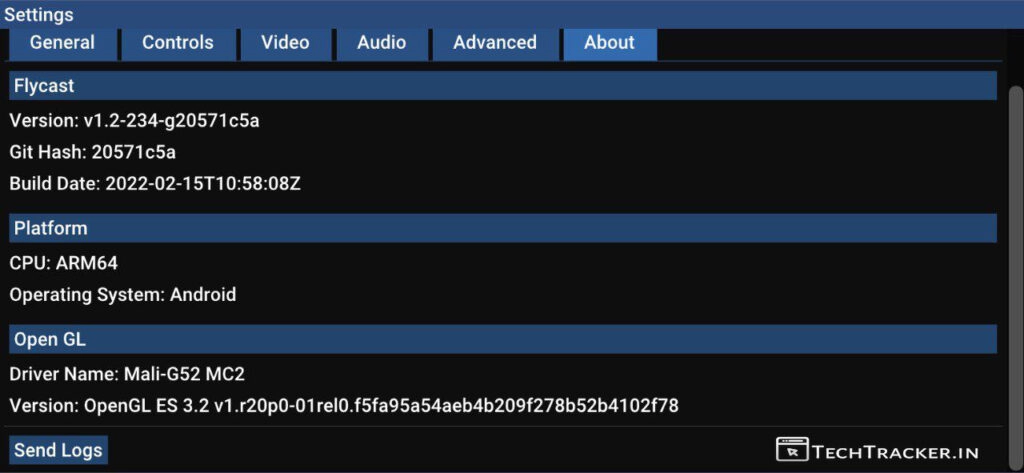 Settings
General Controls Video Audio Advanced About
Flycast
Version: v1.2-234-g20571c5a
Git Hash: 20571c5a
Build Date: 2022-02-15T10:58:08Z
Platform
CPU: ARM64
Operating System: Android
Open GL
Driver Name: Mali-G52 MC2
Version: OpenGL ES 3.2 v1.r20p0-01rel0.f5fa95a54aeb4b209f278b52b4102f78
Send Logs
TECHTRACKER.IN